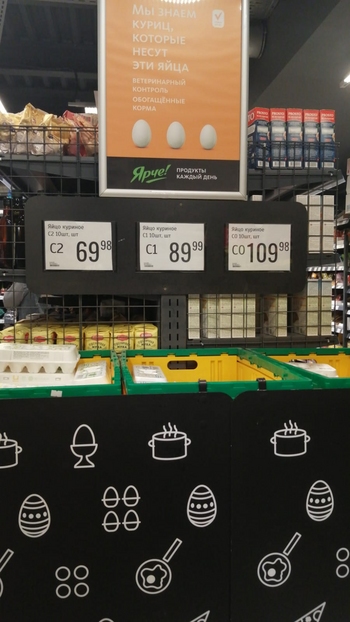 МЫ ЗНАЕМ
КУРИЦ,
КОТОРЫЕ
НЕСУТ
ЭТИ ЯЙЦА
ВЕТЕРИНАРНЫЙ
КОНТРОЛЬ
ОБОГАЩЁННЫЕ
КОРМА
Ярче!
ПРОДУКТЫ
КАЖДЫЙ ДЕНЬ
Яйцо куриное
С2 10шт, шт
С2 69 98
Яйцо куриное
С1 10шт, шт
С1 89 99
Яйцо куриное
С0 10шт, шт
С0 109 98